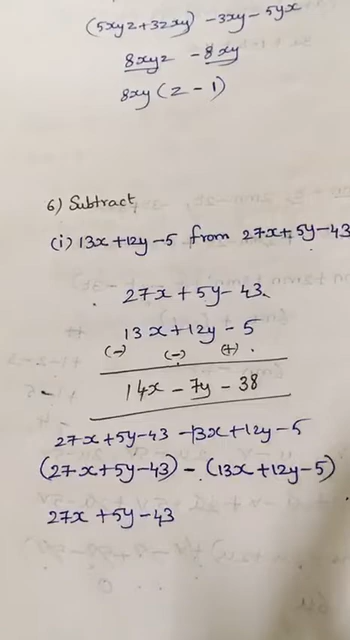 (5xyz+3zxy) -3xy- 5yx
8xyz - 8xy
8xy(z-1)
6) Subtract
(i) 13x+12y-5 from 27x+5y-43
27x + 5y - 43.
13x+12y - 5
(-) (-) (+)
14x - 7y - 38
27x+5y-43 -13x+12y-5
(27x+5y-43) - (13x+12y-5)
27x +5y-43